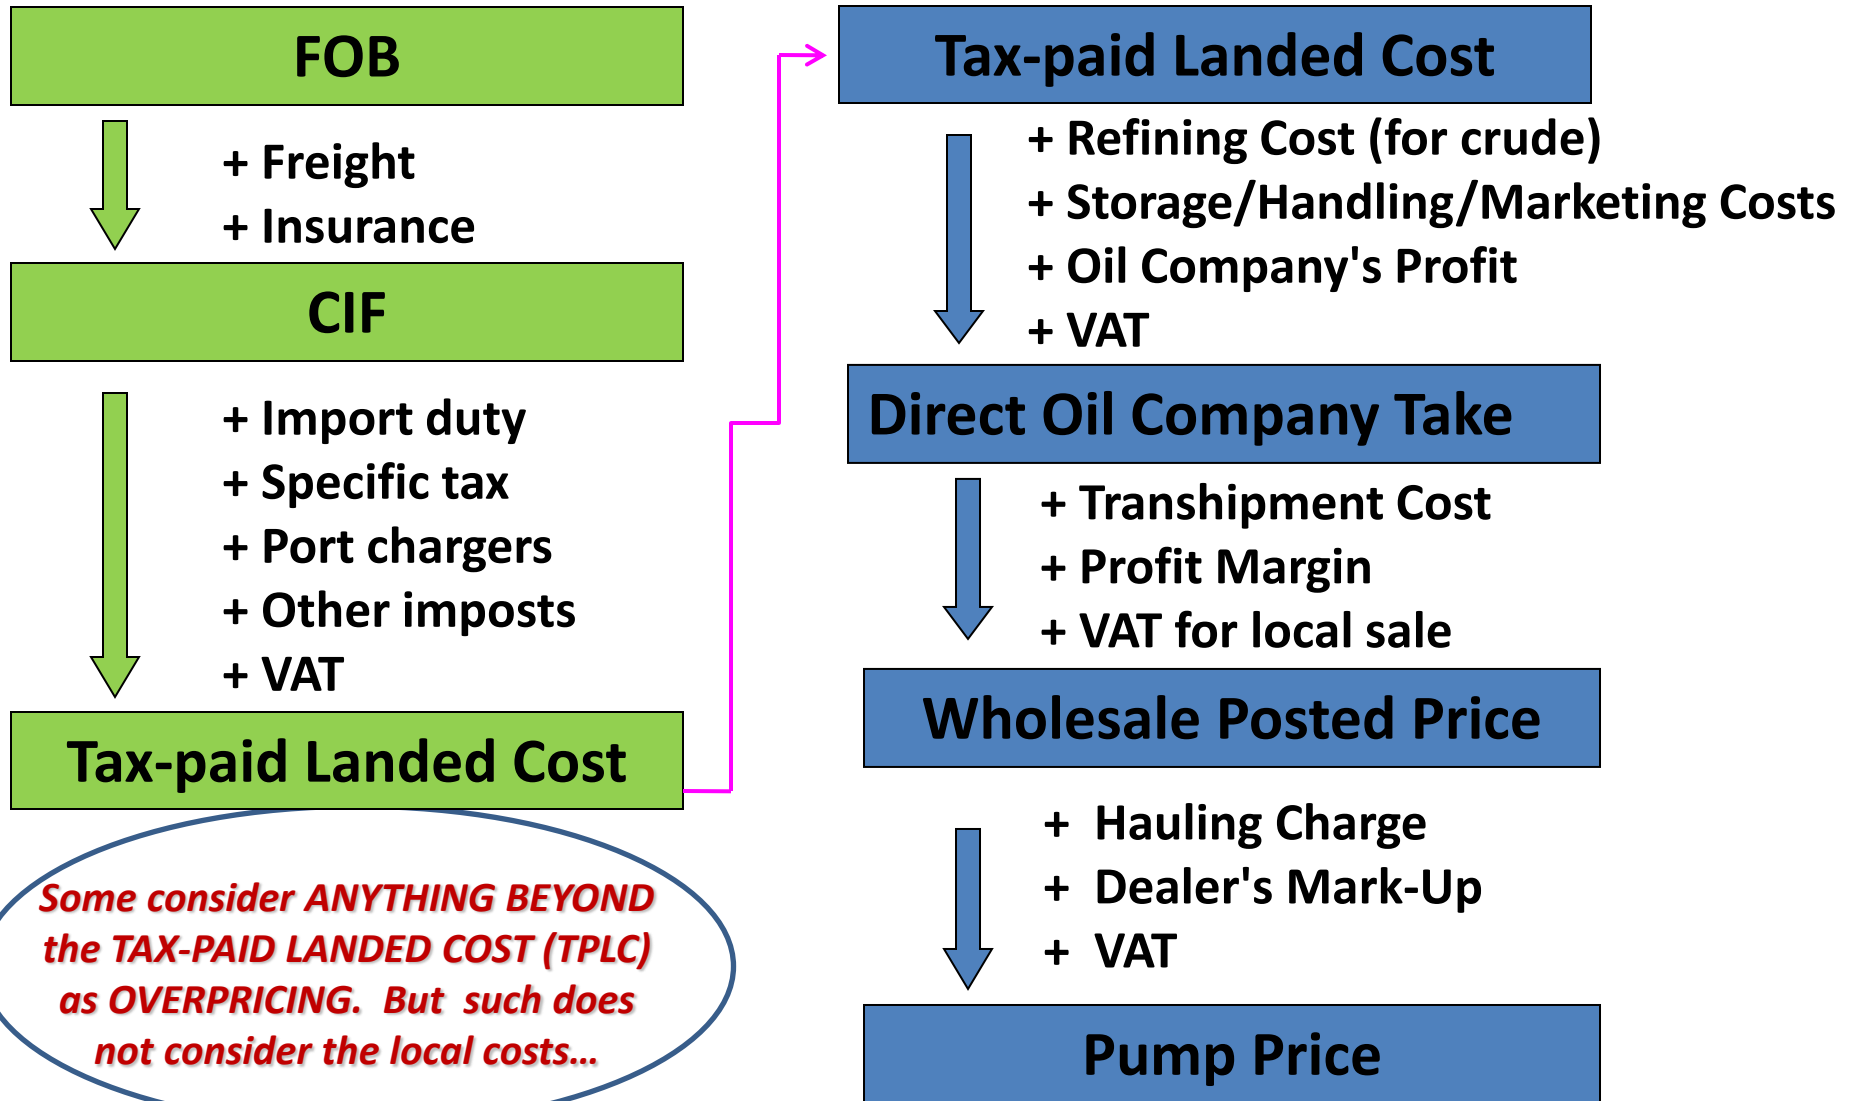 FOB
+ Freight
+ Insurance
CIF
+ Import duty
+ Specific tax
+ Port chargers
+ Other imposts
+ VAT
Tax-paid Landed Cost
Some consider ANYTHING BEYOND
the TAX-PAID LANDED COST (TPLC)
as OVERPRICING. But such does
not consider the local costs...
Tax-paid Landed Cost
+ Refining Cost (for crude)
+ Storage/Handling/Marketing Costs
+ Oil Company's Profit
+ VAT
Direct Oil Company Take
+ Transhipment Cost
+ Profit Margin
+ VAT for local sale
Wholesale Posted Price
+ Hauling Charge
+ Dealer's Mark-Up
+ VAT
Pump Price